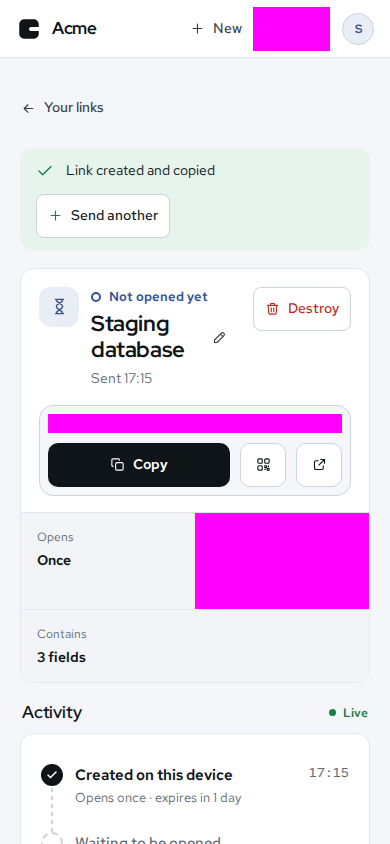 Acme
New
S
Your links
Link created and copied
Send another
Not opened yet
Destroy
Staging
database
Sent 17:15
Copy
Opens
Once
Contains
3 fields
Activity
Live
Created on this device
17:15
Opens once · expires in 1 day
Waiting to be opened